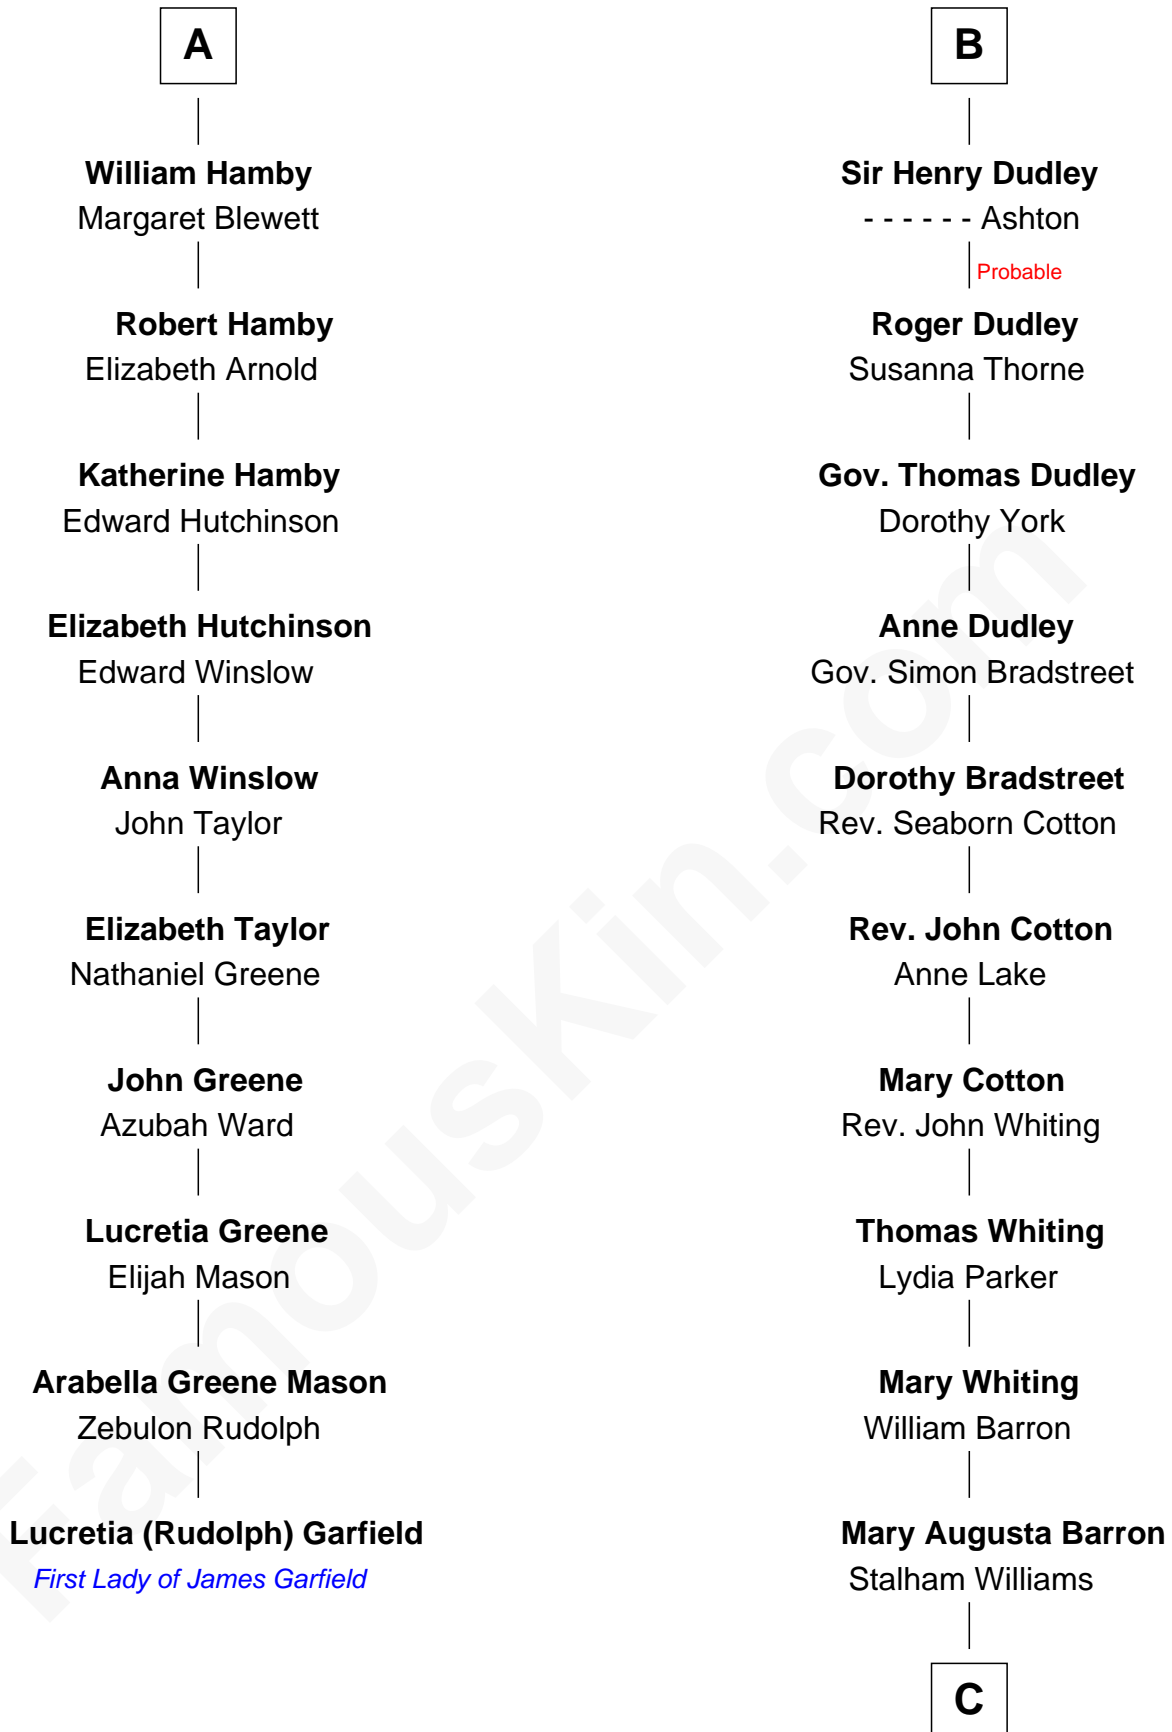 A
William Hamby
Margaret Blewett
Robert Hamby
Elizabeth Arnold
Katherine Hamby
Edward Hutchinson
Elizabeth Hutchinson
Edward Winslow
Anna Winslow
John Taylor
Elizabeth Taylor
Nathaniel Greene
John Greene
Azubah Ward
Lucretia Greene
Elijah Mason
Arabella Greene Mason
Zebulon Rudolph
Lucretia (Rudolph) Garfield
First Lady of James Garfield
B
Sir Henry Dudley
- - - - - - Ashton
Probable
Roger Dudley
Susanna Thorne
Gov. Thomas Dudley
Dorothy York
Anne Dudley
Gov. Simon Bradstreet
Dorothy Bradstreet
Rev. Seaborn Cotton
Rev. John Cotton
Anne Lake
Mary Cotton
Rev. John Whiting
Thomas Whiting
Lydia Parker
Mary Whiting
William Barron
Mary Augusta Barron
Stalham Williams
C
FamousKin.com